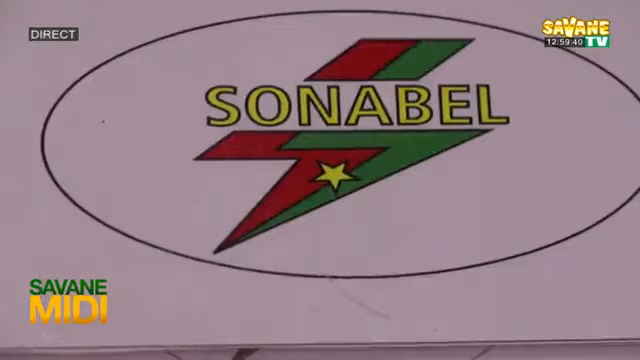 DIRECT
SAVANE
12:59:40 TV
SONABEL
SAVANE
MIDI